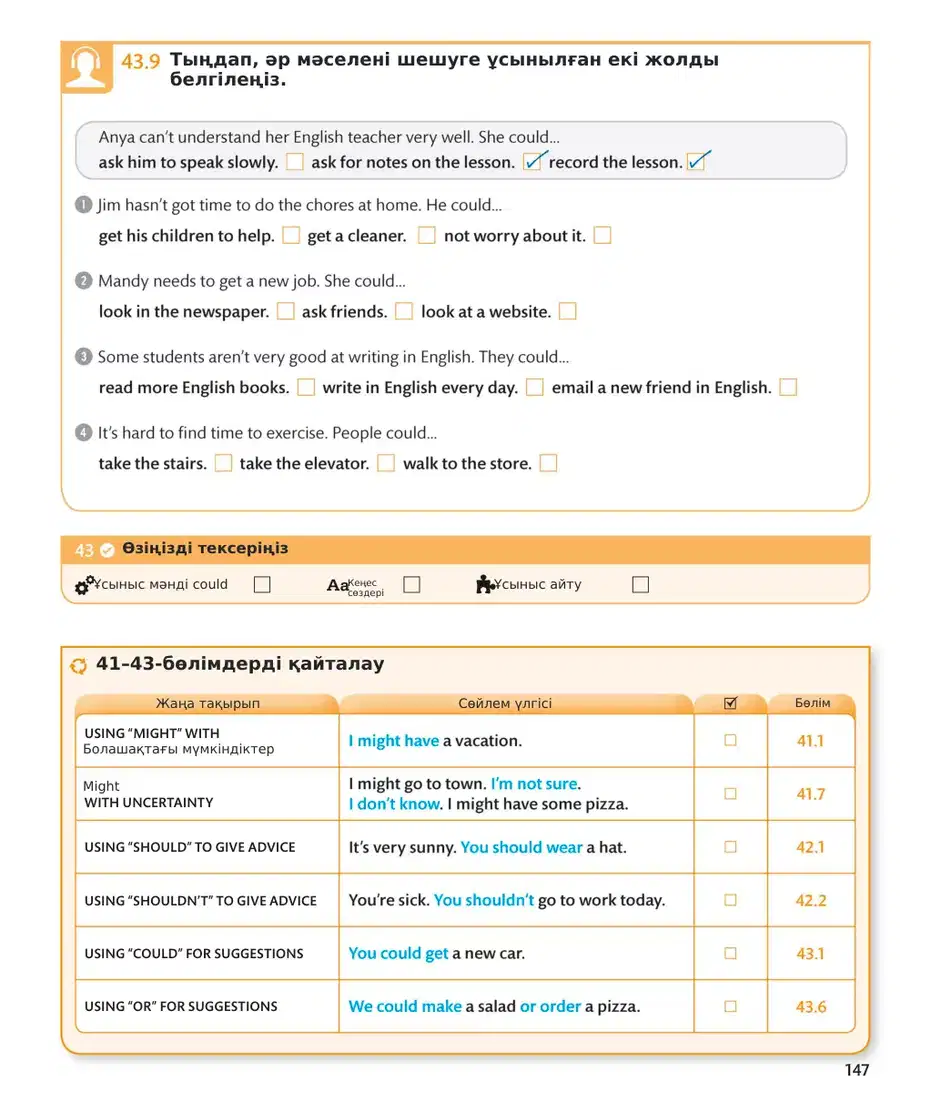 43.9 Тыңдап, әр мәселені шешуге ұсынылған екі жолды
белгілеңіз.
Anya can’t understand her English teacher very well. She could...
ask him to speak slowly. ask for notes on the lesson. record the lesson.
1 Jim hasn’t got time to do the chores at home. He could...
get his children to help. get a cleaner. not worry about it.
2 Mandy needs to get a new job. She could...
look in the newspaper. ask friends. look at a website.
3 Some students aren’t very good at writing in English. They could...
read more English books. write in English every day. email a new friend in English.
4 It’s hard to find time to exercise. People could...
take the stairs. take the elevator. walk to the store.
43 Өзіңізді тексеріңіз
Ұсыныс мәнді could Aa Кеңес сөздері Ұсыныс айту
41–43-бөлімдерді қайталау
Жаңа тақырып Сөйлем үлгісі Бөлім
USING “MIGHT” WITH
Болашақтағы мүмкіндіктер
I might have a vacation. 41.1
Might
WITH UNCERTAINTY
I might go to town. I’m not sure.
I don’t know. I might have some pizza. 41.7
USING “SHOULD” TO GIVE ADVICE It’s very sunny. You should wear a hat. 42.1
USING “SHOULDN’T” TO GIVE ADVICE You’re sick. You shouldn’t go to work today. 42.2
USING “COULD” FOR SUGGESTIONS You could get a new car. 43.1
USING “OR” FOR SUGGESTIONS We could make a salad or order a pizza. 43.6
147